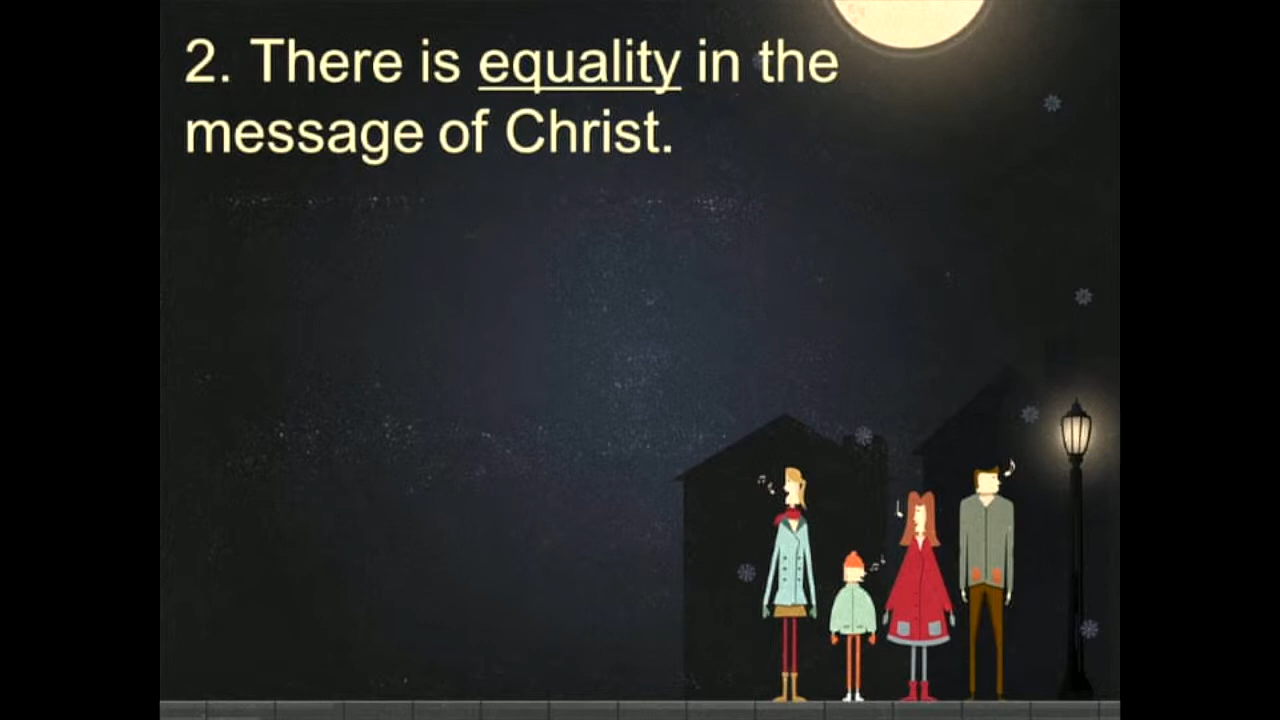 2. There is equality in the
message of Christ.